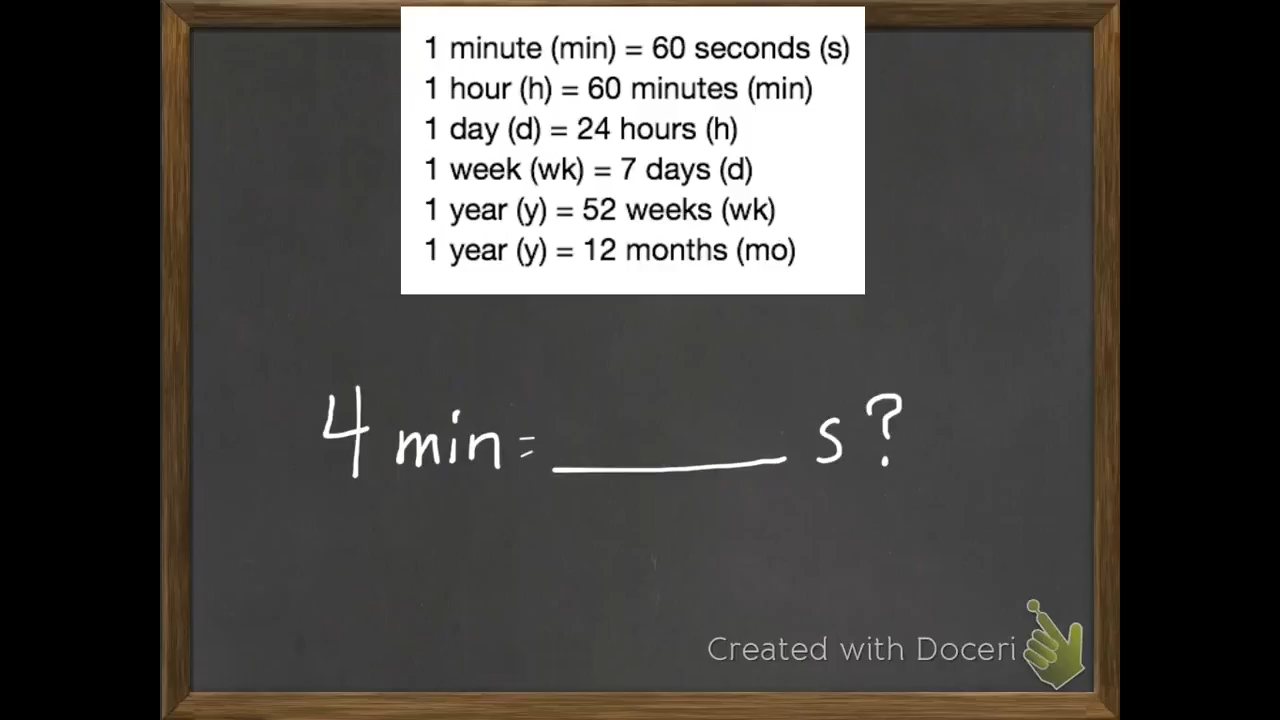 1 minute (min) = 60 seconds (s)
1 hour (h) = 60 minutes (min)
1 day (d) = 24 hours (h)
1 week (wk) = 7 days (d)
1 year (y) = 52 weeks (wk)
1 year (y) = 12 months (mo)
4 min = ______ s?
Created with Doceri